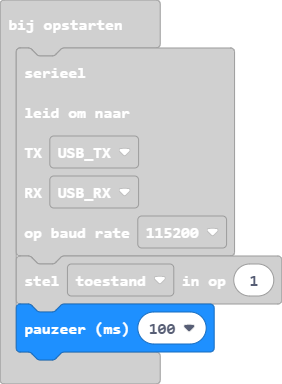 bij opstarten
serieel
leid om naar
TX USB_TX
RX USB_RX
op baud rate 115200
stel toestand in op 1
pauzeer (ms) 100